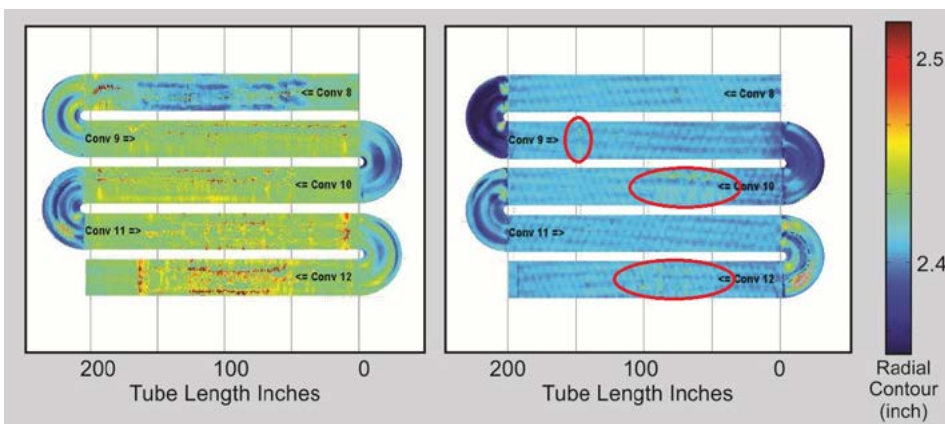 <= Conv 8
Conv 9 =>
<= Conv 10
Conv 11 =>
<= Conv 12
200
100
0
Tube Length Inches
<= Conv 8
Conv 9 =>
<= Conv 10
Conv 11 =>
<= Conv 12
200
100
0
Tube Length Inches
2.5
2.4
Radial
Contour
(inch)